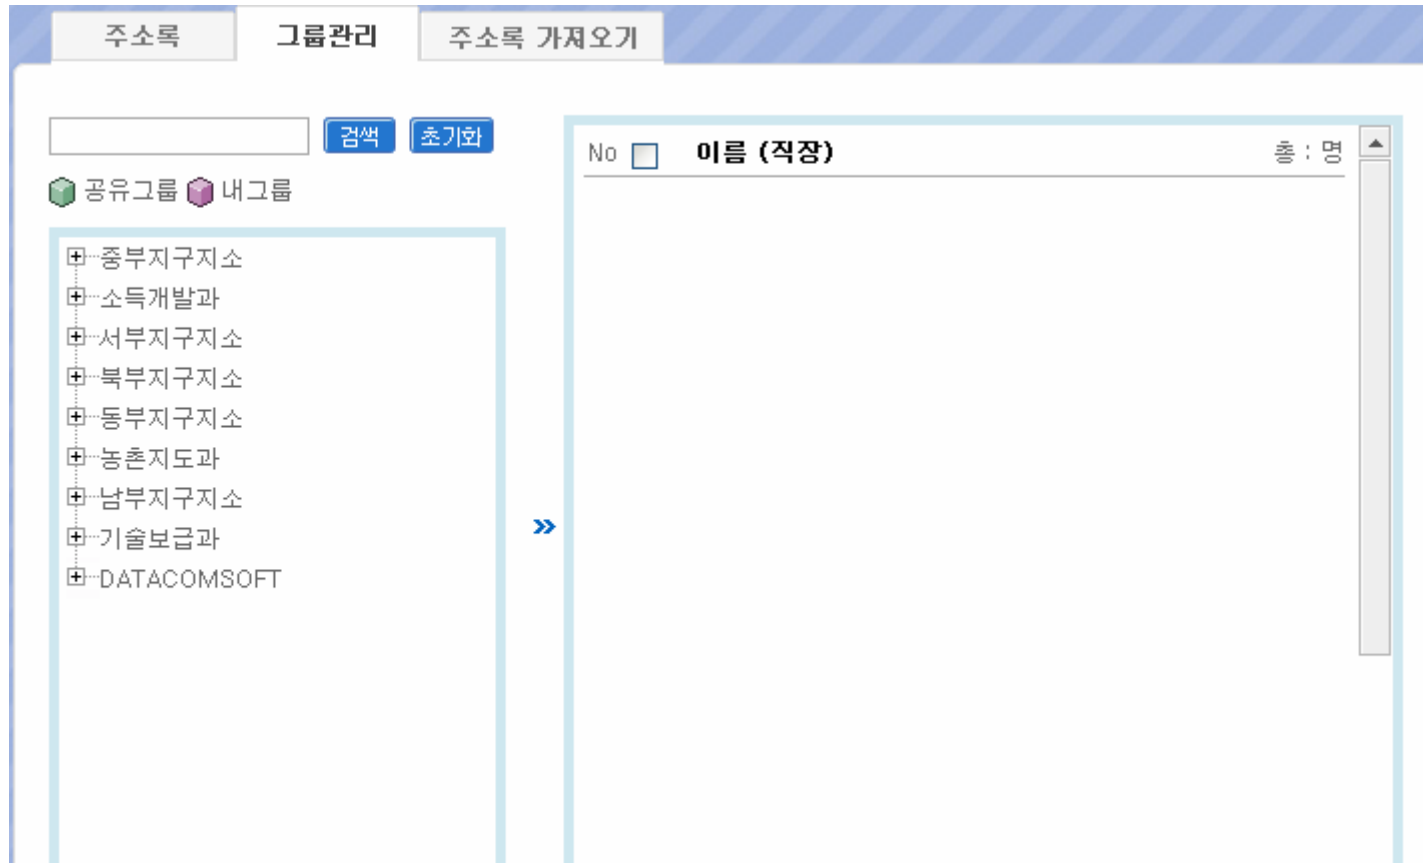 주소록 그룹관리 주소록 가져오기
검색 초기화
공유그룹 내그룹
중부지구지소
소득개발과
서부지구지소
북부지구지소
동부지구지소
농촌지도과
남부지구지소
기술보급과
DATACOMSOFT
»
No 이름 (직장) 총 : 명